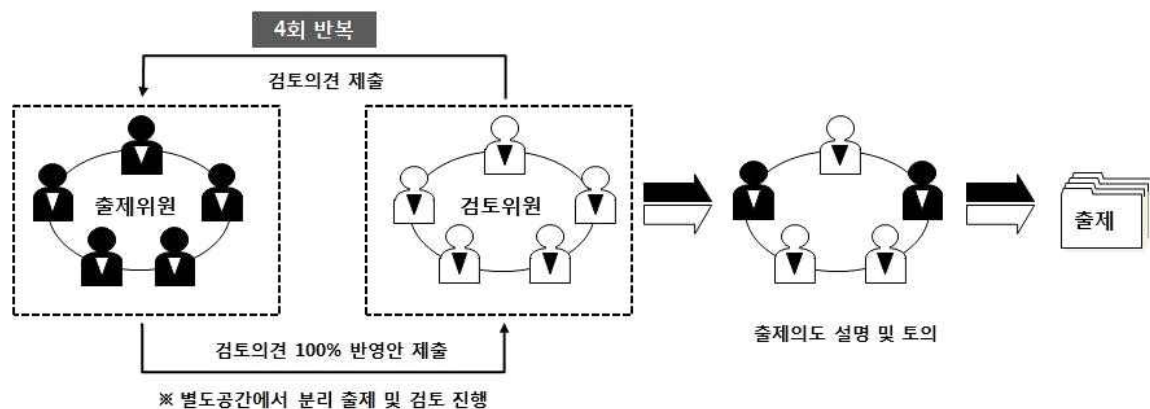 4회 반복
검토의견 제출
출제위원
검토위원
출제
출제의도 설명 및 토의
검토의견 100% 반영안 제출
※ 별도공간에서 분리 출제 및 검토 진행